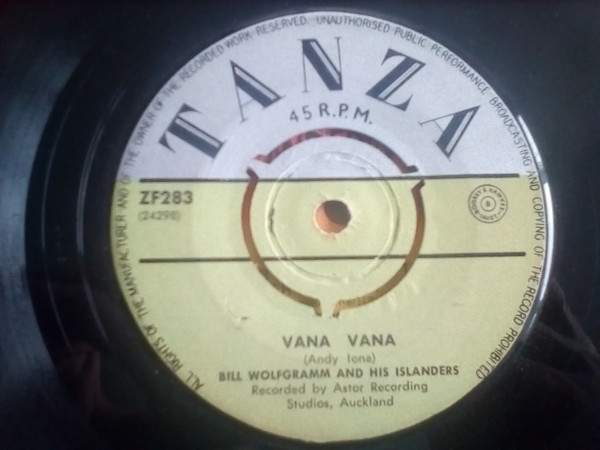 ALL RIGHTS OF THE MANUFACTURER AND OF THE OWNER OF THE RECORDED WORK RESERVED. UNAUTHORISED PUBLIC PERFORMANCE BROADCASTING AND COPYING OF THE RECORD PROHIBITED
TANZA
45 R.P.M.
ZF283
(24298)
VANA VANA
(Andy Iona)
BILL WOLFGRAMM AND HIS ISLANDERS
Recorded by Astor Recording
Studios, Auckland